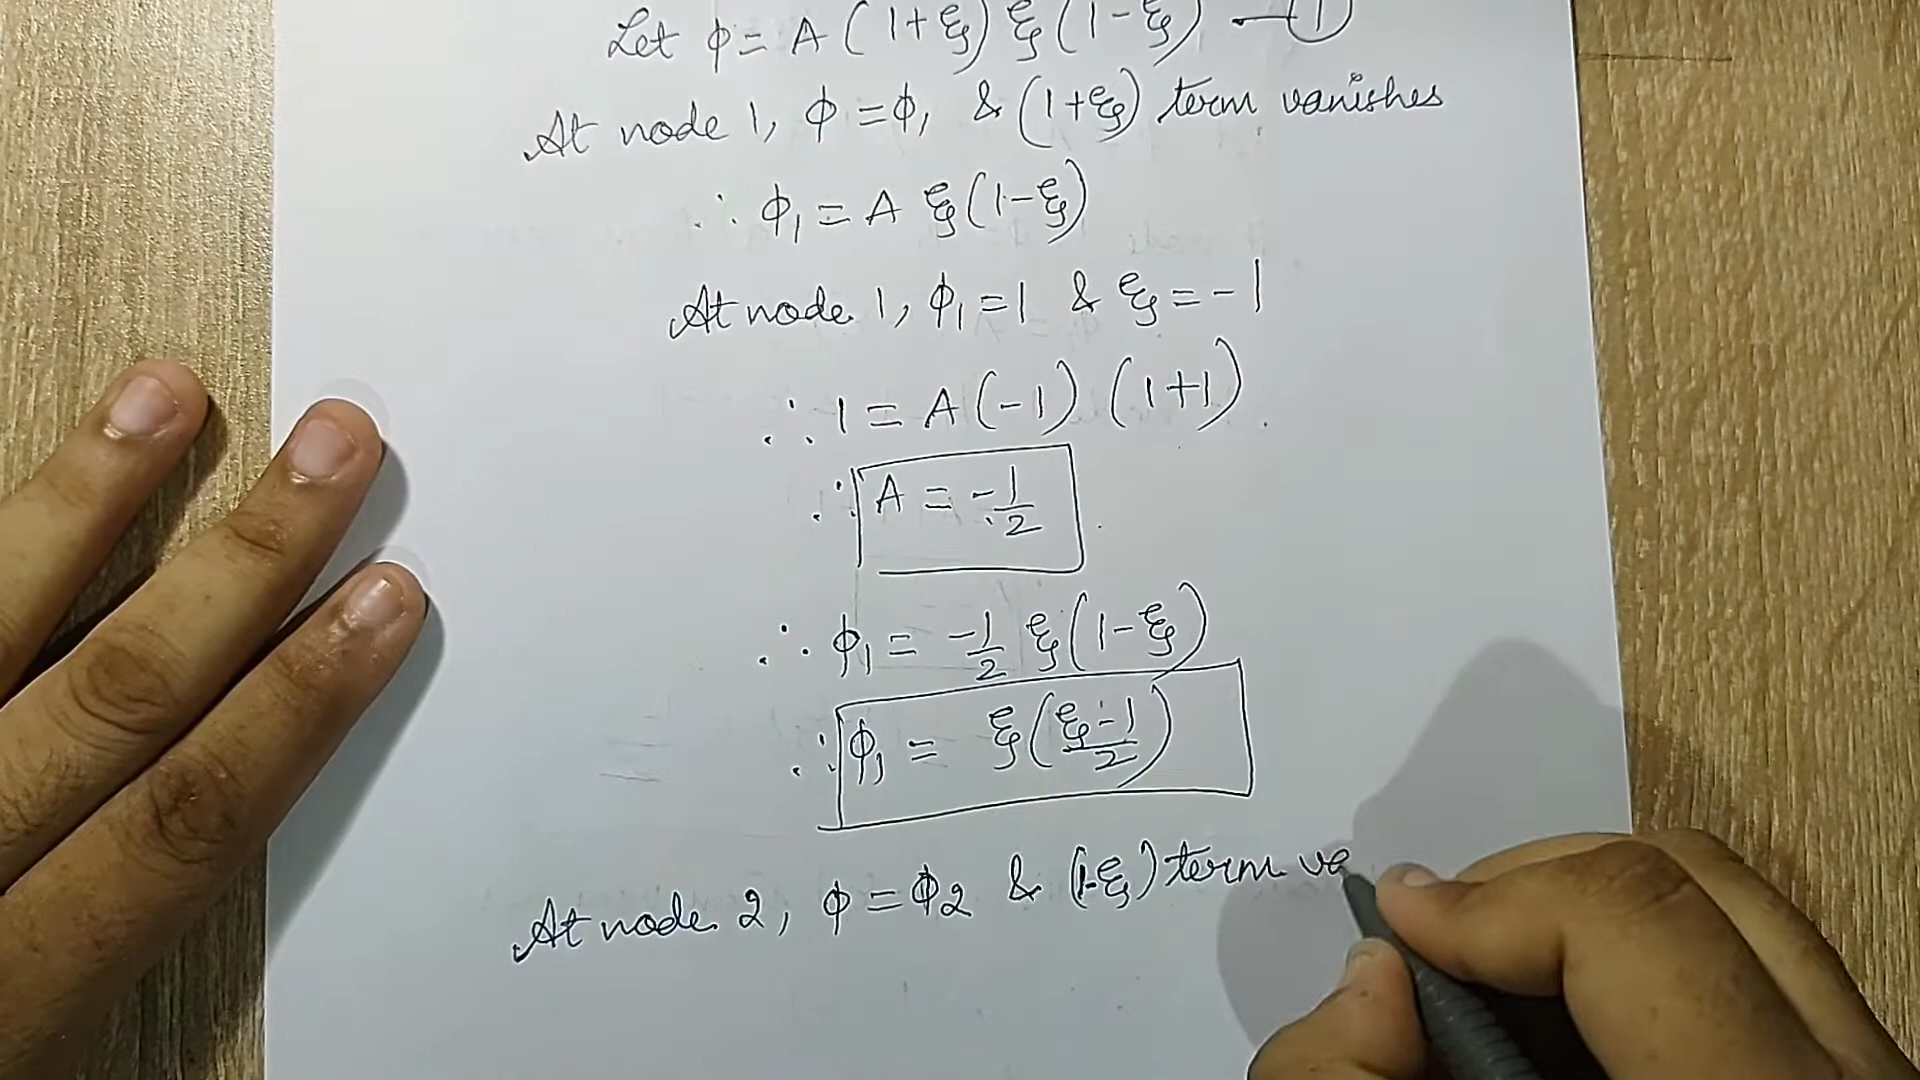 Let ϕ = A (1+ξ) ξ (1-ξ) — ①
At node 1, ϕ = ϕ₁ & (1+ξ) term vanishes
∴ ϕ₁ = A ξ(1-ξ)
At node 1, ϕ₁ = 1 & ξ = -1
∴ 1 = A(-1) (1+1)
∴ A = -1/2
∴ ϕ₁ = -1/2 ξ(1-ξ)
∴ ϕ₁ = ξ((ξ-1)/2)
At node 2, ϕ = ϕ₂ & (1-ξ) term va